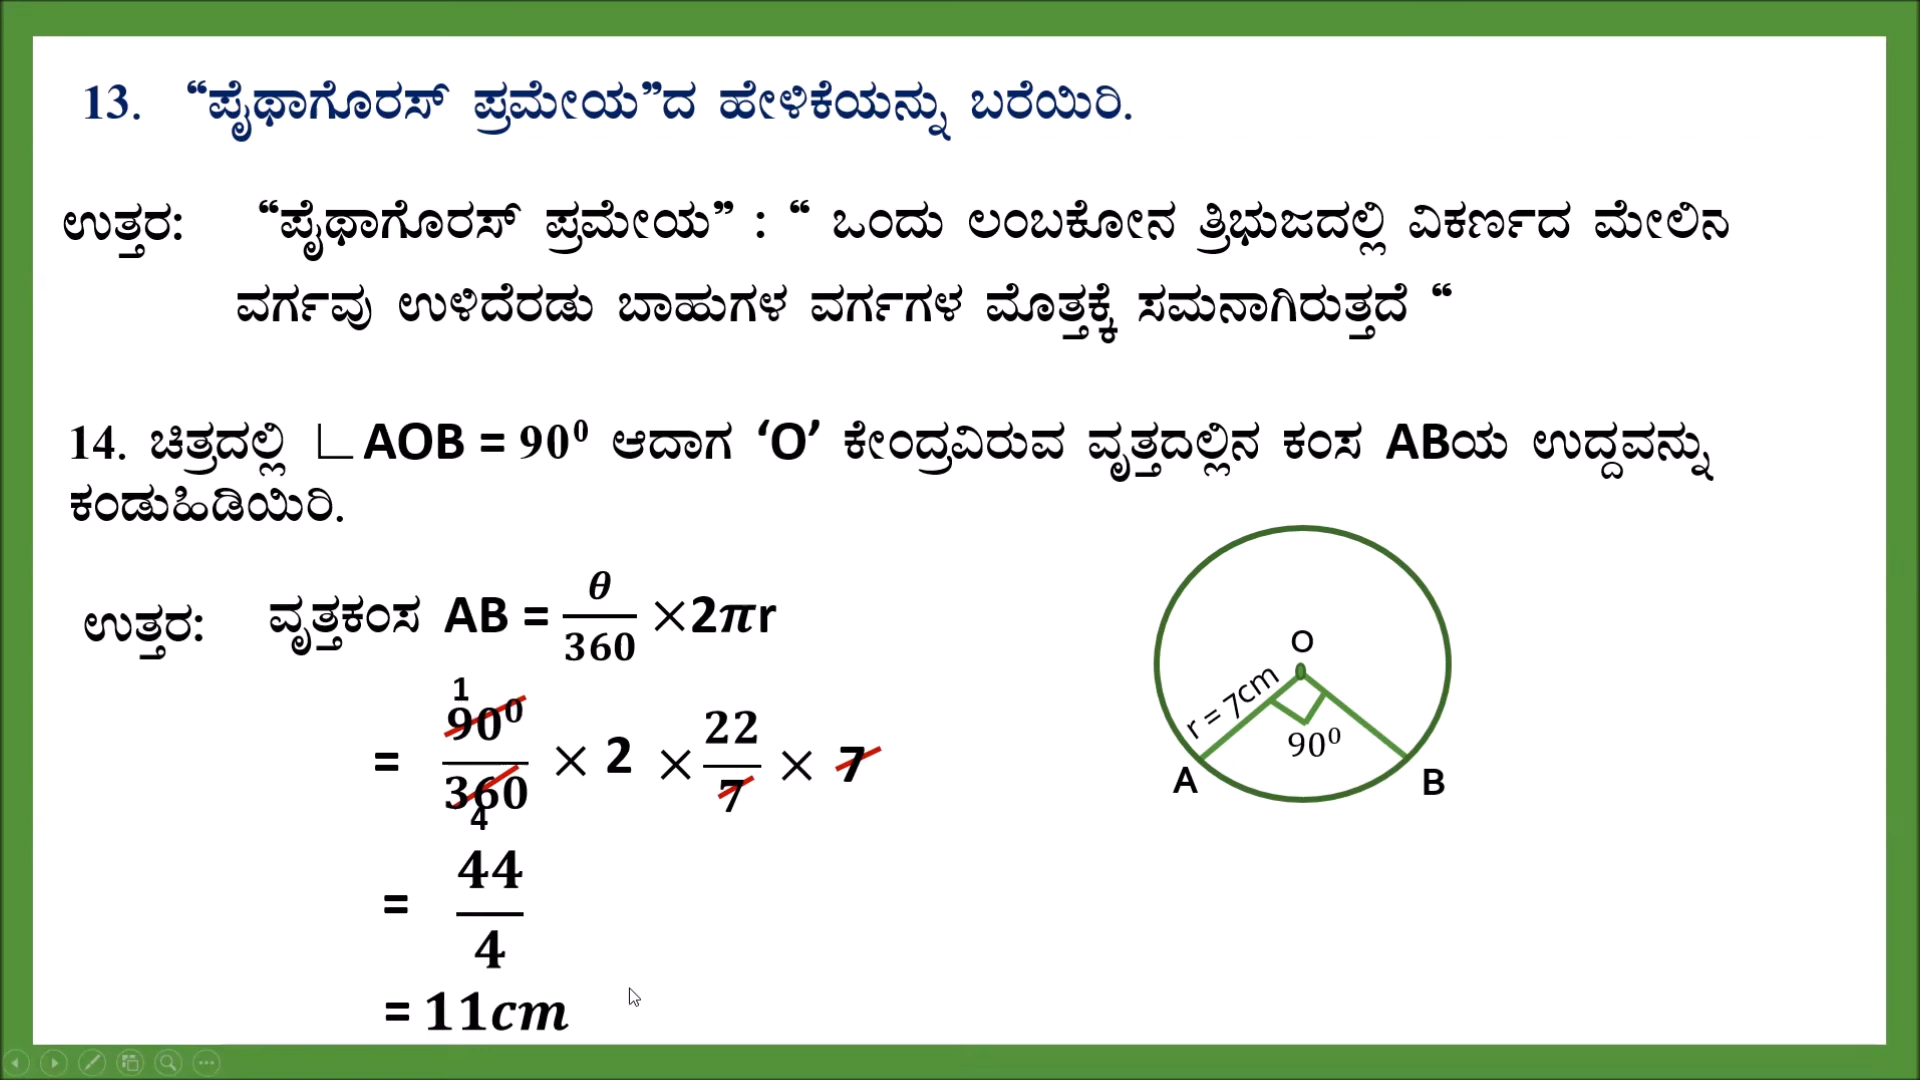 13. “ಪೈಥಾಗೊರಸ್ ಪ್ರಮೇಯ”ದ ಹೇಳಿಕೆಯನ್ನು ಬರೆಯಿರಿ.
ಉತ್ತರ: “ಪೈಥಾಗೊರಸ್ ಪ್ರಮೇಯ” : “ ಒಂದು ಲಂಬಕೋನ ತ್ರಿಭುಜದಲ್ಲಿ ವಿಕರ್ಣದ ಮೇಲಿನ
ವರ್ಗವು ಉಳಿದೆರಡು ಬಾಹುಗಳ ವರ್ಗಗಳ ಮೊತ್ತಕ್ಕೆ ಸಮನಾಗಿರುತ್ತದೆ “
14. ಚಿತ್ರದಲ್ಲಿ ∟AOB = 90⁰ ಆದಾಗ ‘O’ ಕೇಂದ್ರವಿರುವ ವೃತ್ತದಲ್ಲಿನ ಕಂಸ ABಯ ಉದ್ದವನ್ನು
ಕಂಡುಹಿಡಿಯಿರಿ.
ಉತ್ತರ: ವೃತ್ತಕಂಸ AB = θ/360 ×2πr
1
= 90⁰/360 × 2 × 22/7 × 7
4
= 44/4
= 11cm
O
r = 7cm
90⁰
A B